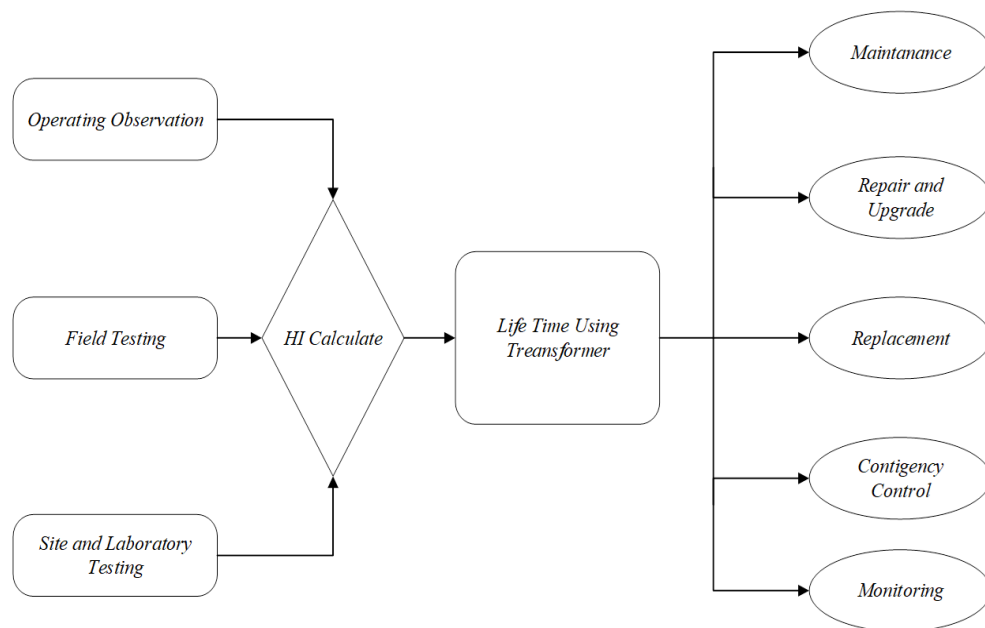 Operating Observation
Field Testing
Site and Laboratory
Testing
HI Calculate
Life Time Using
Treansformer
Maintanance
Repair and
Upgrade
Replacement
Contigency
Control
Monitoring